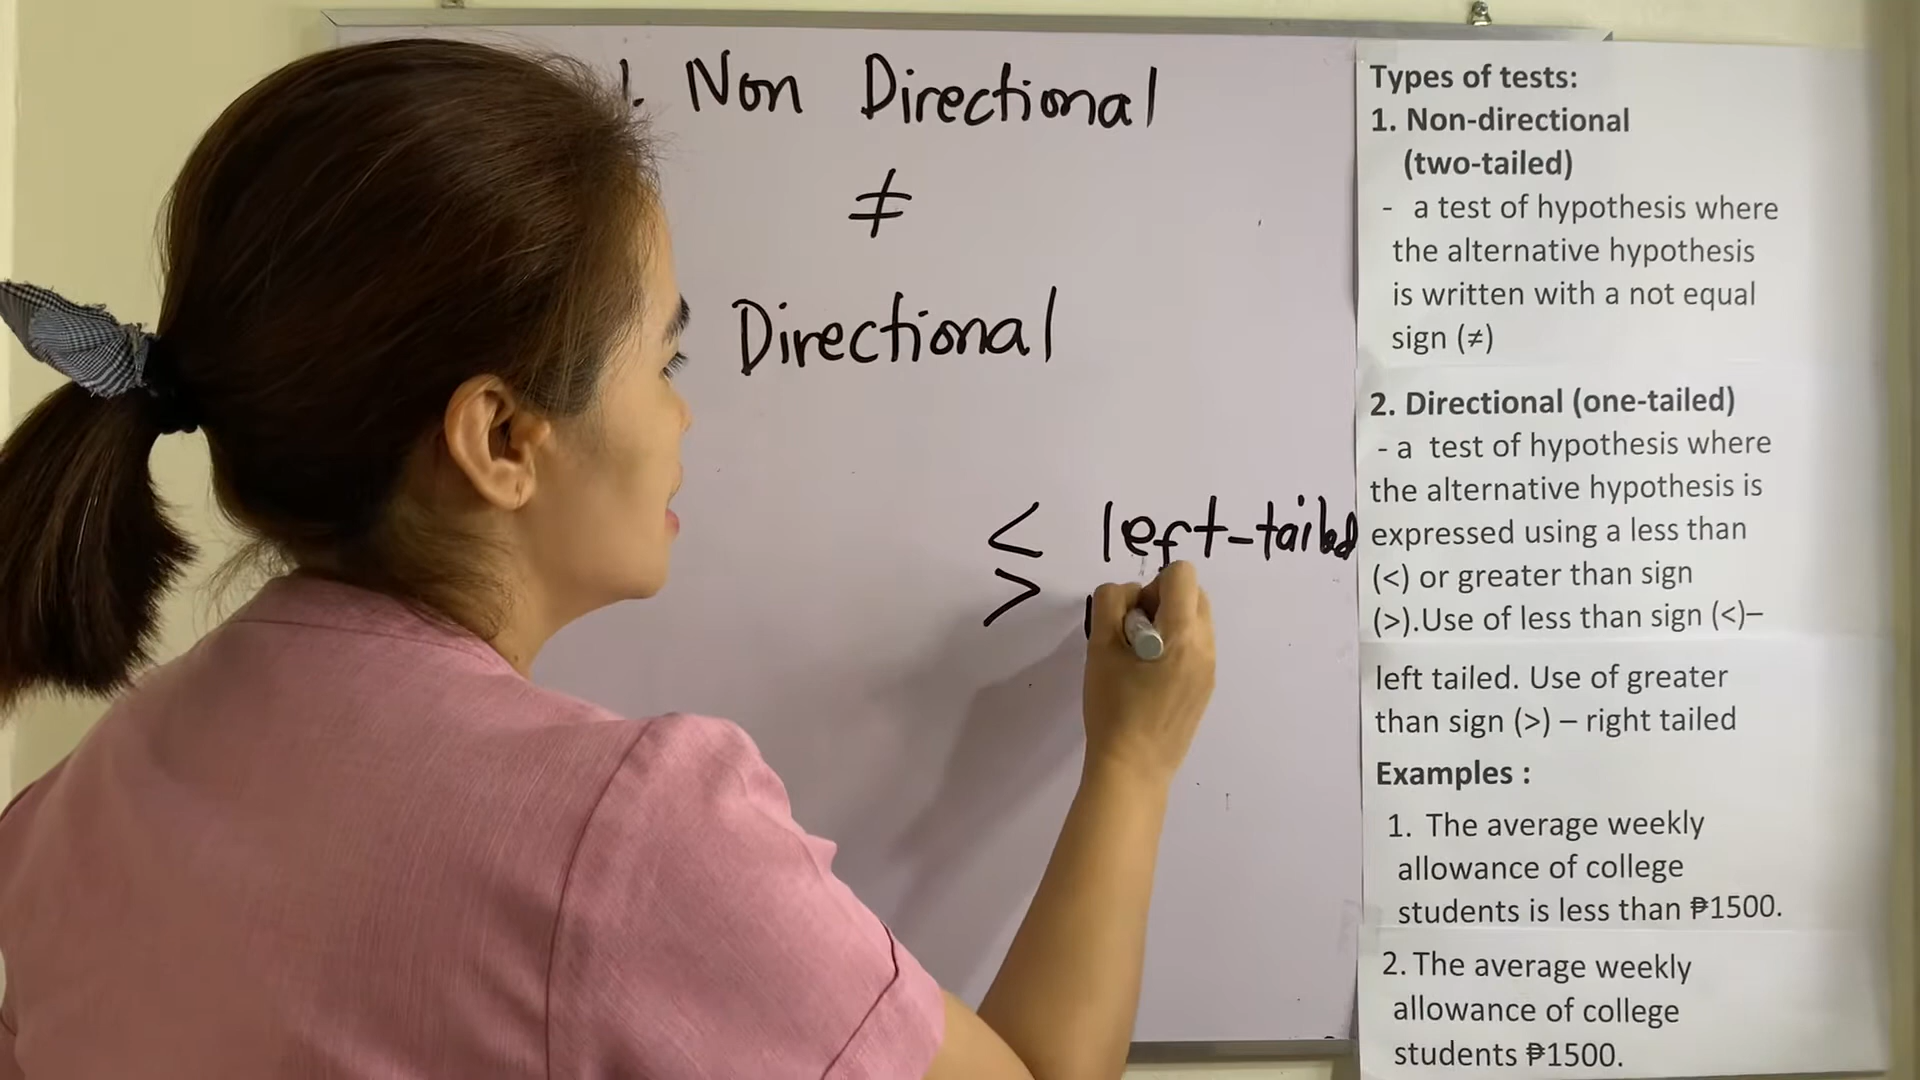 1. Non Directional
≠
Directional
< left-tailed
>
Types of tests:
1. Non-directional
(two-tailed)
- a test of hypothesis where
the alternative hypothesis
is written with a not equal
sign (≠)
2. Directional (one-tailed)
- a test of hypothesis where
the alternative hypothesis is
expressed using a less than
(<) or greater than sign
(>).Use of less than sign (<)–
left tailed. Use of greater
than sign (>) – right tailed
Examples :
1. The average weekly
allowance of college
students is less than ₱1500.
2. The average weekly
allowance of college
students ₱1500.